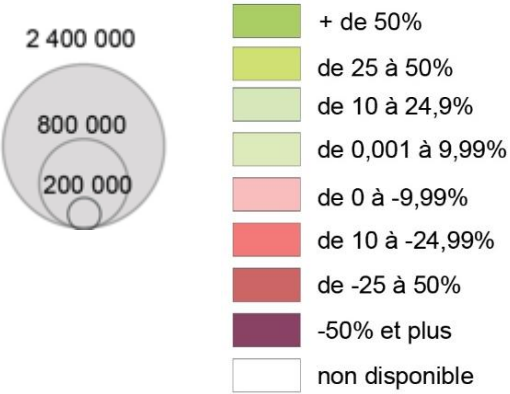 2 400 000
800 000
200 000
+ de 50%
de 25 à 50%
de 10 à 24,9%
de 0,001 à 9,99%
de 0 à -9,99%
de 10 à -24,99%
de -25 à 50%
-50% et plus
non disponible